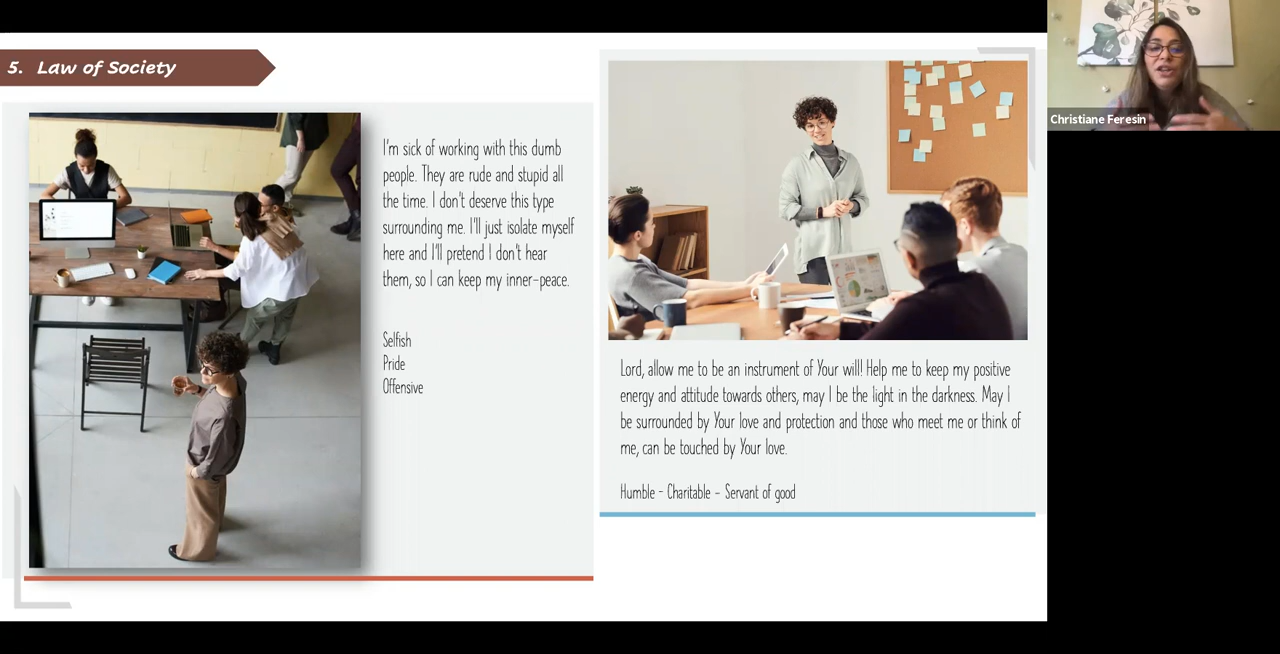 5. Law of Society
I'm sick of working with this dumb
people. They are rude and stupid all
the time. I don't deserve this type
surrounding me. I'll just isolate myself
here and I'll pretend I don't hear
them, so I can keep my inner-peace.
Selfish
Pride
Offensive
Lord, allow me to be an instrument of Your will! Help me to keep my positive
energy and attitude towards others, may I be the light in the darkness. May I
be surrounded by Your love and protection and those who meet me or think of
me, can be touched by Your love.
Humble - Charitable - Servant of good
Christiane Feresin